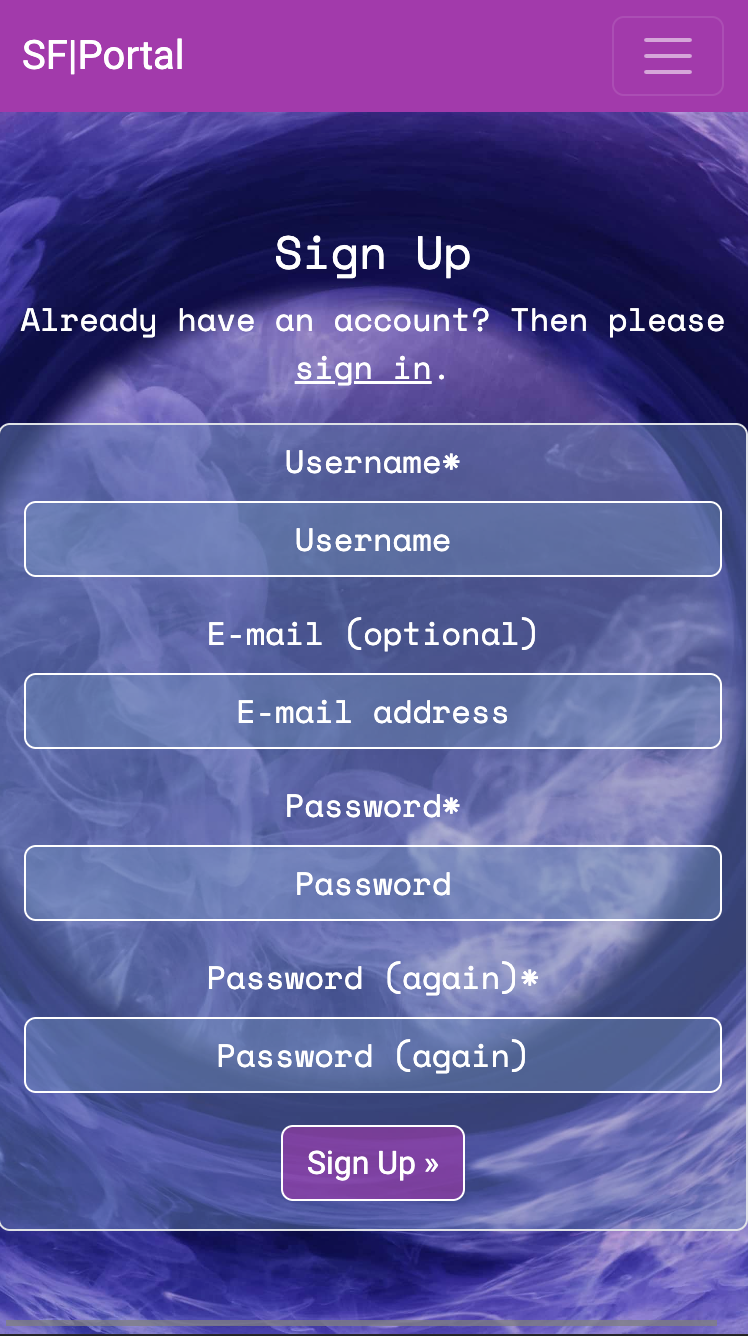 SF|Portal
Sign Up
Already have an account? Then please
sign in.
Username*
Username
E-mail (optional)
E-mail address
Password*
Password
Password (again)*
Password (again)
Sign Up »